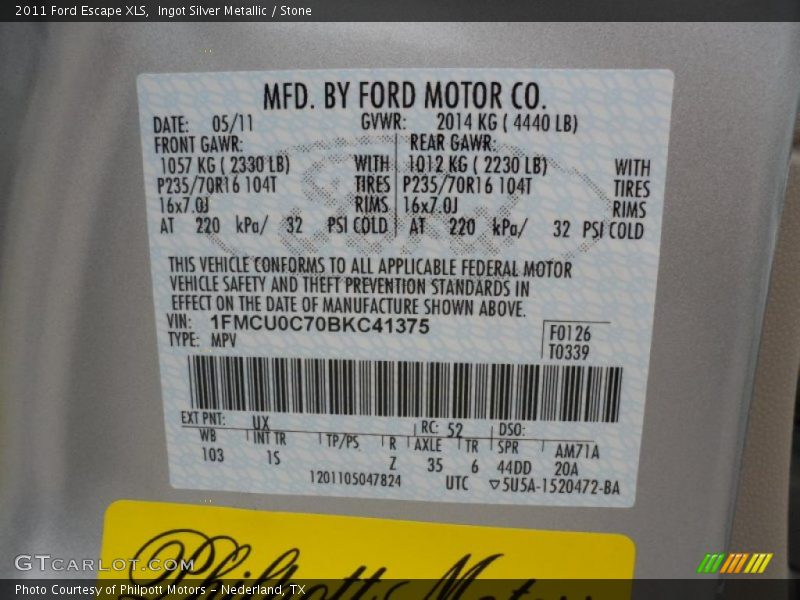 2011 Ford Escape XLS, Ingot Silver Metallic / Stone
MFD. BY FORD MOTOR CO.
DATE: 05/11 GVWR: 2014 KG ( 4440 LB)
FRONT GAWR: REAR GAWR:
1057 KG ( 2330 LB) WITH 1012 KG ( 2230 LB) WITH
P235/70R16 104T TIRES P235/70R16 104T TIRES
16x7.0J RIMS 16x7.0J RIMS
AT 220 kPa/ 32 PSI COLD AT 220 kPa/ 32 PSI COLD
THIS VEHICLE CONFORMS TO ALL APPLICABLE FEDERAL MOTOR
VEHICLE SAFETY AND THEFT PREVENTION STANDARDS IN
EFFECT ON THE DATE OF MANUFACTURE SHOWN ABOVE.
VIN: 1FMCU0C70BKC41375 F0126
TYPE: MPV T0339
EXT PNT: UX RC: 52 DSO:
WB INT TR TP/PS R AXLE TR SPR AM71A
103 1S Z 35 6 44DD 20A
1201105047824 UTC ▽5U5A-1520472-BA
Philpott Motors
GTCARLOT.COM
Photo Courtesy of Philpott Motors - Nederland, TX